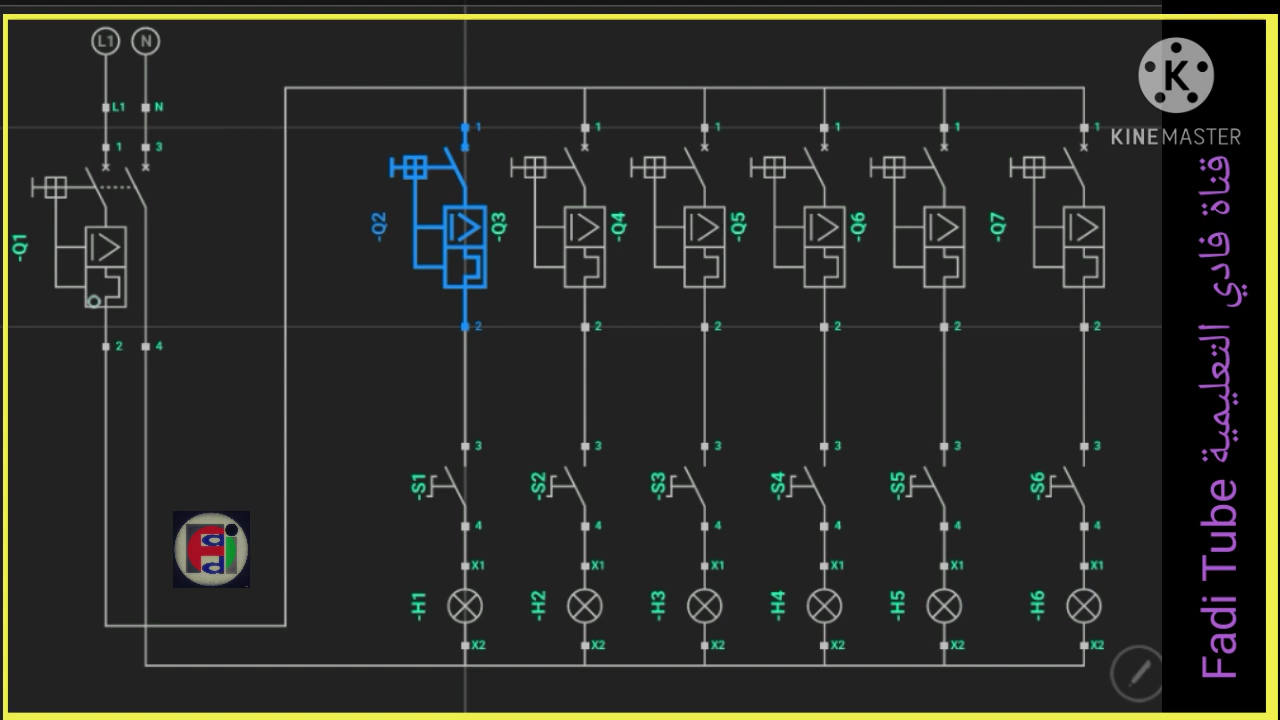 L1 N
L1 N
1 3
-Q1
2 4
-Q2 -Q3 -Q4 -Q5 -Q6 -Q7
1 1 1 1 1 1
2 2 2 2 2 2
3 3 3 3 3 3
-S1 -S2 -S3 -S4 -S5 -S6
4 4 4 4 4 4
X1 X1 X1 X1 X1 X1
-H1 -H2 -H3 -H4 -H5 -H6
X2 X2 X2 X2 X2 X2
K
KINEMASTER
Fadi Tube قناة فادي التعليمية